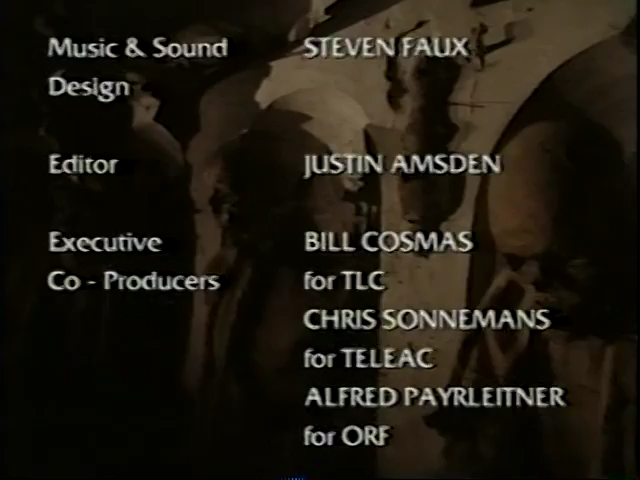 Music & Sound STEVEN FAUX
Design
Editor JUSTIN AMSDEN
Executive BILL COSMAS
Co - Producers for TLC
CHRIS SONNEMANS
for TELEAC
ALFRED PAYRLEITNER
for ORF